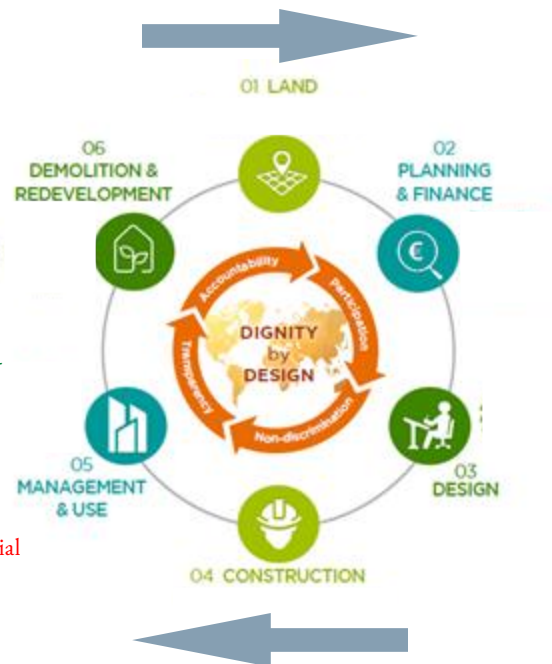 01 LAND
02
PLANNING
& FINANCE
€
03
DESIGN
04 CONSTRUCTION
05
MANAGEMENT
& USE
06
DEMOLITION &
REDEVELOPMENT
Accountability
Participation
Non-discrimination
Transparency
DIGNITY
by
DESIGN
ial